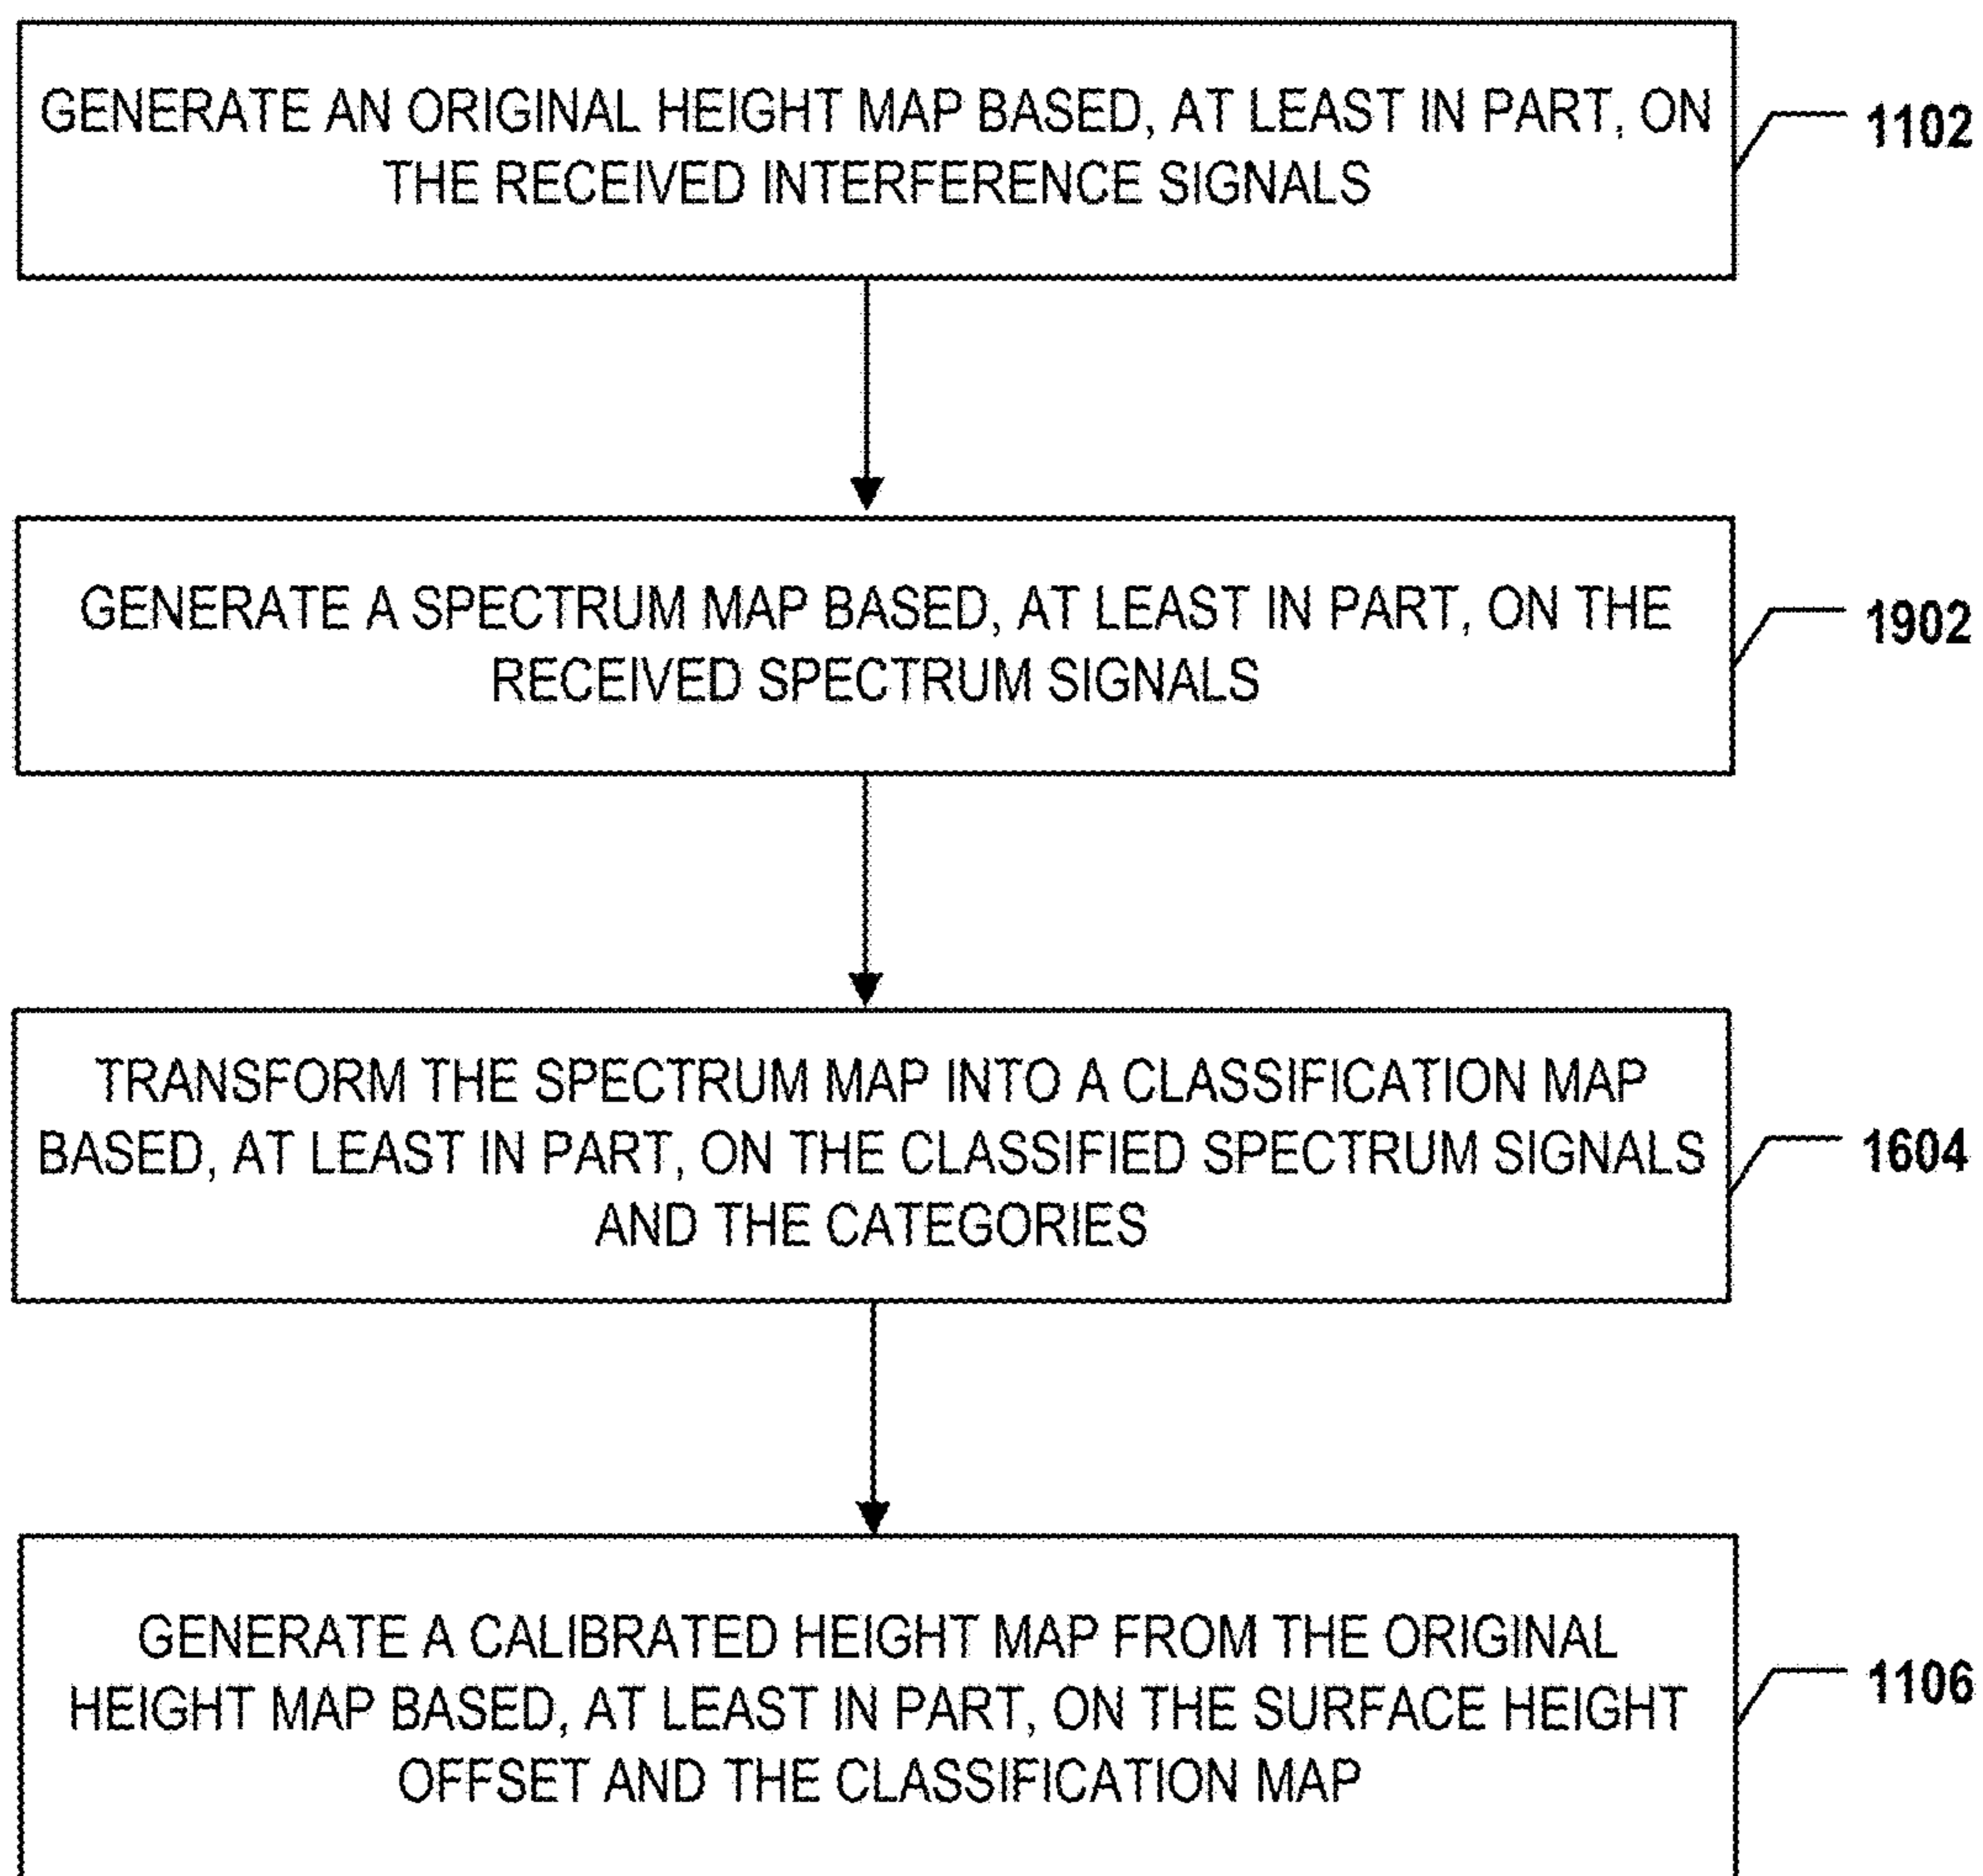 GENERATE AN ORIGINAL HEIGHT MAP BASED, AT LEAST IN PART, ON
THE RECEIVED INTERFERENCE SIGNALS
1102
GENERATE A SPECTRUM MAP BASED, AT LEAST IN PART, ON THE
RECEIVED SPECTRUM SIGNALS
1902
TRANSFORM THE SPECTRUM MAP INTO A CLASSIFICATION MAP
BASED, AT LEAST IN PART, ON THE CLASSIFIED SPECTRUM SIGNALS
AND THE CATEGORIES
1604
GENERATE A CALIBRATED HEIGHT MAP FROM THE ORIGINAL
HEIGHT MAP BASED, AT LEAST IN PART, ON THE SURFACE HEIGHT
OFFSET AND THE CLASSIFICATION MAP
1106